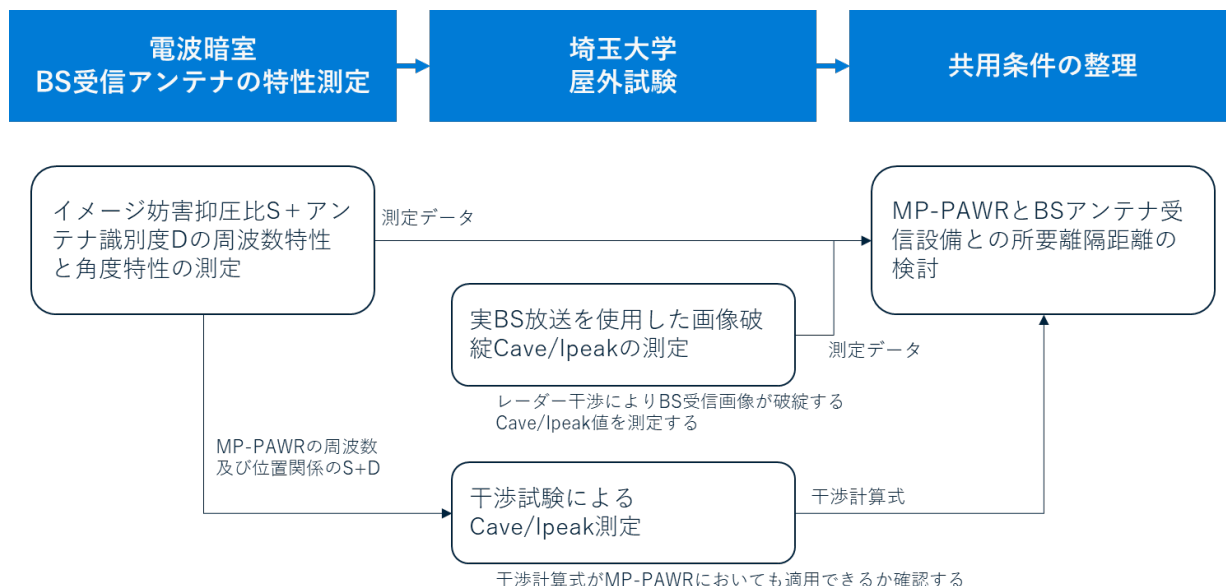 電波暗室
BS受信アンテナの特性測定
埼玉大学
屋外試験
共用条件の整理
イメージ妨害抑圧比S＋アン
テナ識別度Dの周波数特性
と角度特性の測定
測定データ
MP-PAWRとBSアンテナ受
信設備との所要離隔距離の
検討
実BS放送を使用した画像破
綻Cave/Ipeakの測定
測定データ
レーダー干渉によりBS受信画像が破綻する
Cave/Ipeak値を測定する
MP-PAWRの周波数
及び位置関係のS+D
干渉試験による
Cave/Ipeak測定
干渉計算式
干渉計算式がMP-PAWRにおいても適用できるか確認する